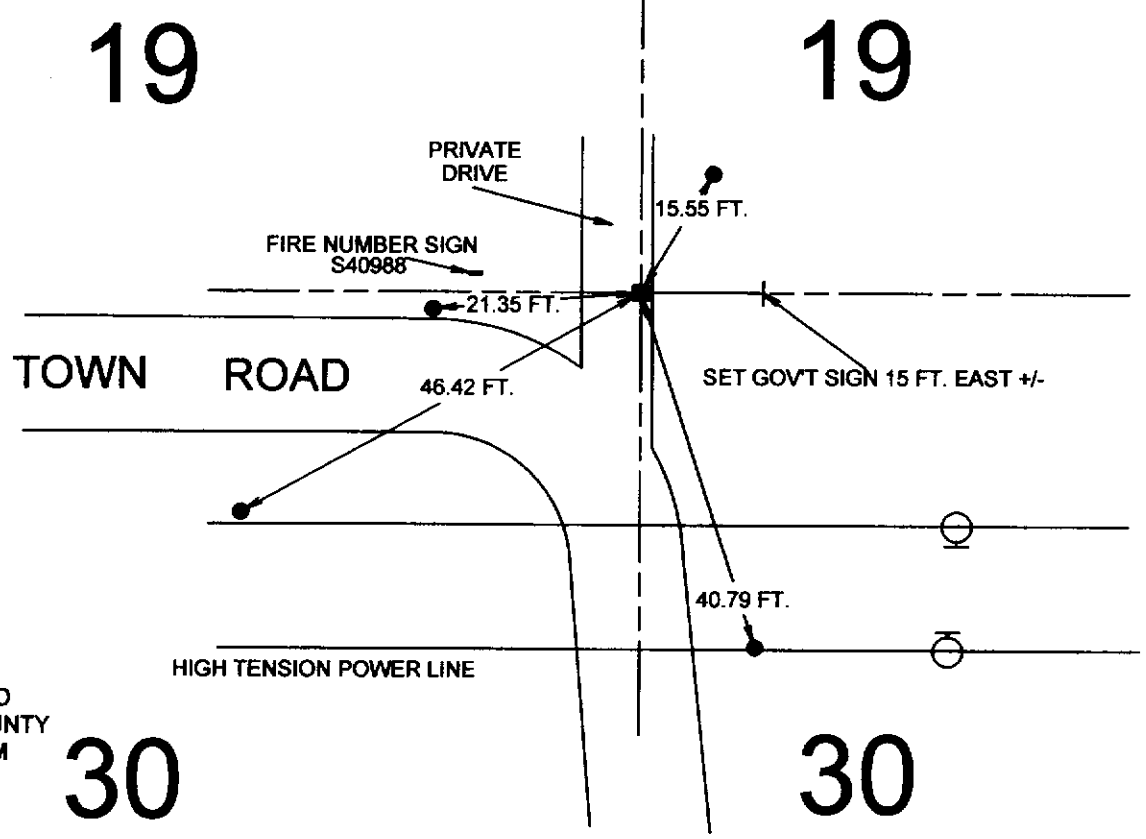 19
19
PRIVATE
DRIVE
15.55 FT.
FIRE NUMBER SIGN
S40988
21.35 FT.
TOWN ROAD
46.42 FT.
SET GOV'T SIGN 15 FT. EAST +/-
40.79 FT.
HIGH TENSION POWER LINE
30
30